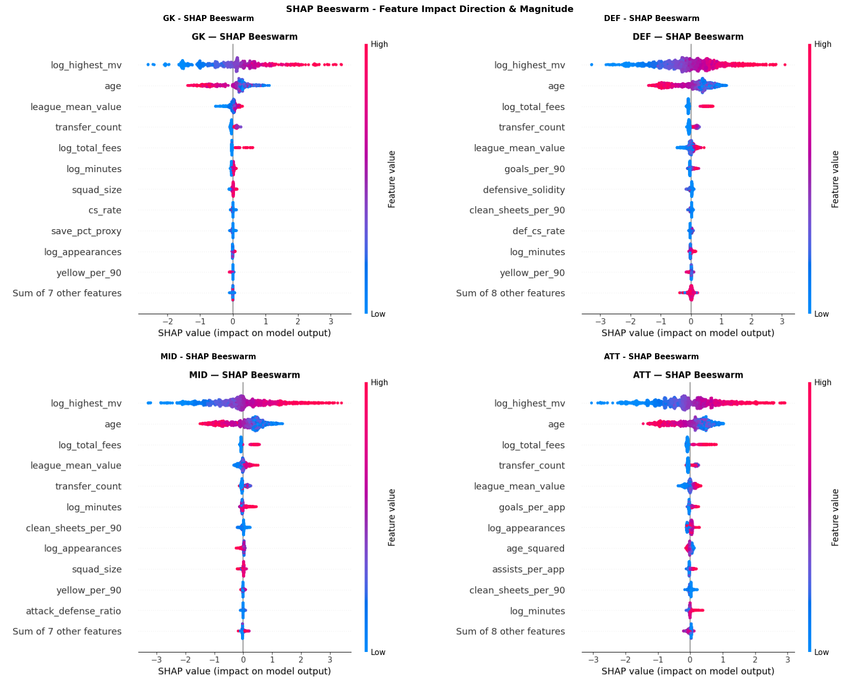 SHAP Beeswarm - Feature Impact Direction & Magnitude
GK - SHAP Beeswarm
GK — SHAP Beeswarm
High
log_highest_mv
age
league_mean_value
transfer_count
log_total_fees
log_minutes
squad_size
cs_rate
save_pct_proxy
log_appearances
yellow_per_90
Sum of 7 other features
Feature value
Low
−2 −1 0 1 2 3
SHAP value (impact on model output)
DEF - SHAP Beeswarm
DEF — SHAP Beeswarm
High
log_highest_mv
age
log_total_fees
transfer_count
league_mean_value
goals_per_90
defensive_solidity
clean_sheets_per_90
def_cs_rate
log_minutes
yellow_per_90
Sum of 8 other features
Feature value
Low
−3 −2 −1 0 1 2 3
SHAP value (impact on model output)
MID - SHAP Beeswarm
MID — SHAP Beeswarm
High
log_highest_mv
age
log_total_fees
league_mean_value
transfer_count
log_minutes
clean_sheets_per_90
log_appearances
squad_size
yellow_per_90
attack_defense_ratio
Sum of 7 other features
Feature value
Low
−3 −2 −1 0 1 2 3
SHAP value (impact on model output)
ATT - SHAP Beeswarm
ATT — SHAP Beeswarm
High
log_highest_mv
age
log_total_fees
transfer_count
league_mean_value
goals_per_app
log_appearances
age_squared
assists_per_app
clean_sheets_per_90
log_minutes
Sum of 8 other features
Feature value
Low
−3 −2 −1 0 1 2 3
SHAP value (impact on model output)